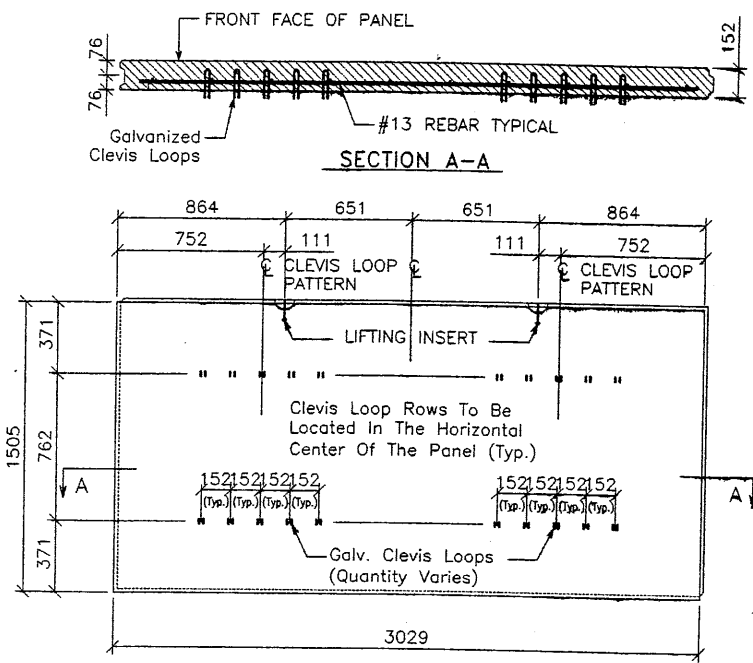 FRONT FACE OF PANEL
76
76
152
Galvanized
Clevis Loops
#13 REBAR TYPICAL
SECTION A-A
864 651 651 864
752 111 111 752
℄ CLEVIS LOOP
PATTERN
℄
℄ CLEVIS LOOP
PATTERN
LIFTING INSERT
371
762
371
1505
Clevis Loop Rows To Be
Located In The Horizontal
Center Of The Panel (Typ.)
A
A
152 152 152 152
(Typ.) (Typ.) (Typ.) (Typ.)
152 152 152 152
(Typ.) (Typ.) (Typ.) (Typ.)
Galv. Clevis Loops
(Quantity Varies)
3029